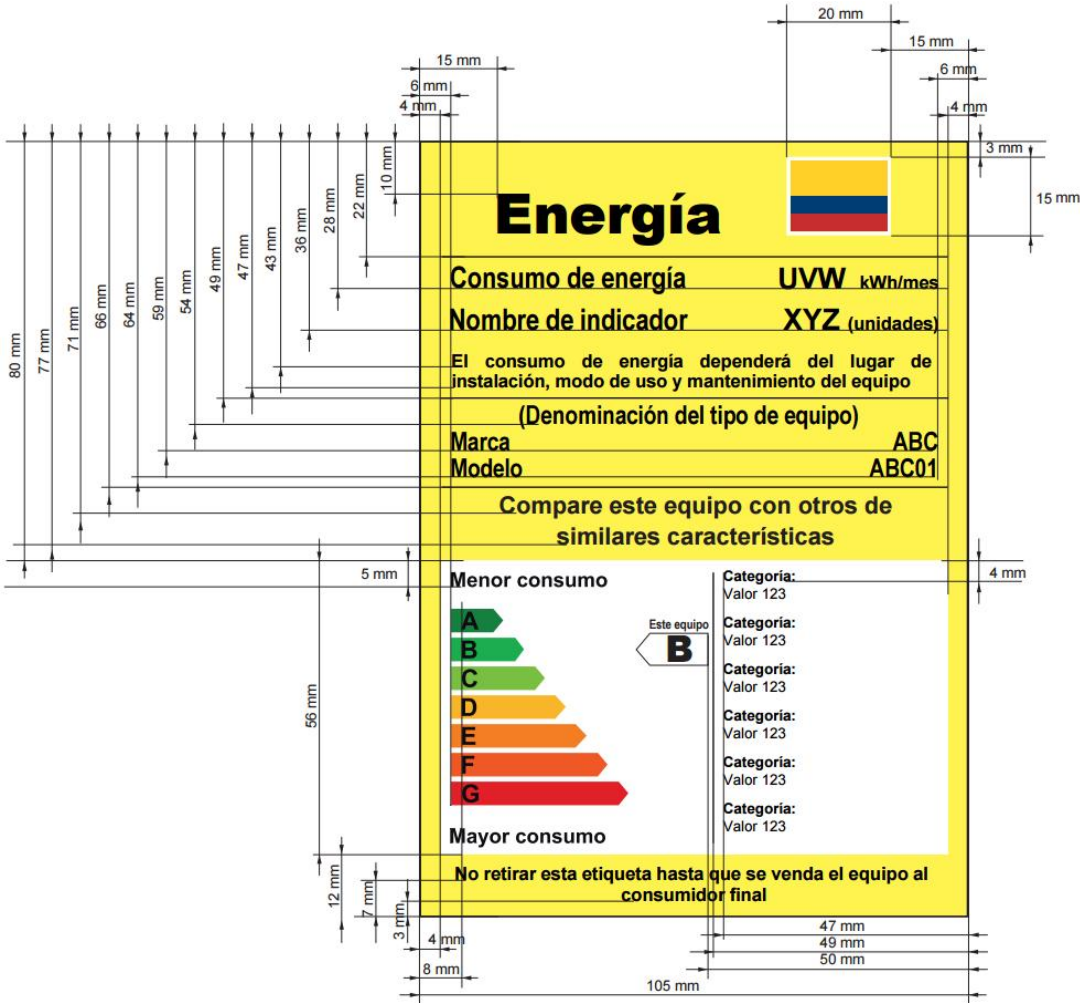 20 mm
15 mm
15 mm
6 mm
6 mm
4 mm
4 mm
3 mm
15 mm
10 mm
22 mm
28 mm
36 mm
43 mm
47 mm
49 mm
54 mm
59 mm
64 mm
66 mm
71 mm
77 mm
80 mm
Energía
Consumo de energía UVW kWh/mes
Nombre de indicador XYZ (unidades)
El consumo de energía dependerá del lugar de
instalación, modo de uso y mantenimiento del equipo
(Denominación del tipo de equipo)
Marca ABC
Modelo ABC01
Compare este equipo con otros de
similares características
5 mm
4 mm
Menor consumo
A
B
C
D
E
F
G
Mayor consumo
Este equipo
B
Categoría:
Valor 123
Categoría:
Valor 123
Categoría:
Valor 123
Categoría:
Valor 123
Categoría:
Valor 123
Categoría:
Valor 123
56 mm
No retirar esta etiqueta hasta que se venda el equipo al
consumidor final
12 mm
7 mm
3 mm
4 mm
8 mm
47 mm
49 mm
50 mm
105 mm